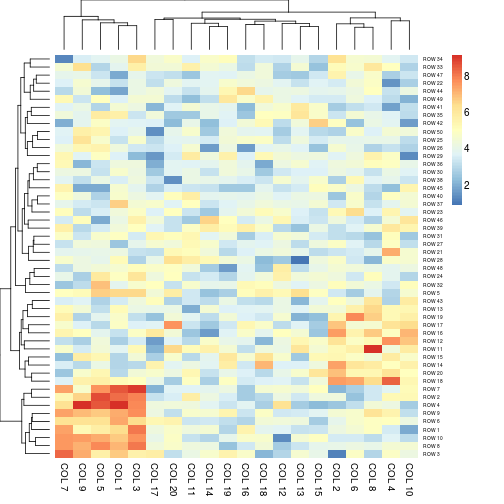 ROW 34
ROW 33
ROW 47
ROW 22
ROW 44
ROW 49
ROW 41
ROW 35
ROW 42
ROW 50
ROW 25
ROW 26
ROW 29
ROW 36
ROW 30
ROW 38
ROW 45
ROW 40
ROW 37
ROW 23
ROW 46
ROW 39
ROW 31
ROW 27
ROW 21
ROW 28
ROW 48
ROW 24
ROW 32
ROW 5
ROW 43
ROW 13
ROW 19
ROW 17
ROW 16
ROW 12
ROW 11
ROW 15
ROW 14
ROW 20
ROW 18
ROW 7
ROW 2
ROW 4
ROW 9
ROW 6
ROW 1
ROW 10
ROW 8
ROW 3
8
6
4
2
COL 7
COL 9
COL 5
COL 1
COL 3
COL 17
COL 20
COL 11
COL 14
COL 19
COL 16
COL 18
COL 12
COL 13
COL 15
COL 2
COL 6
COL 8
COL 4
COL 10